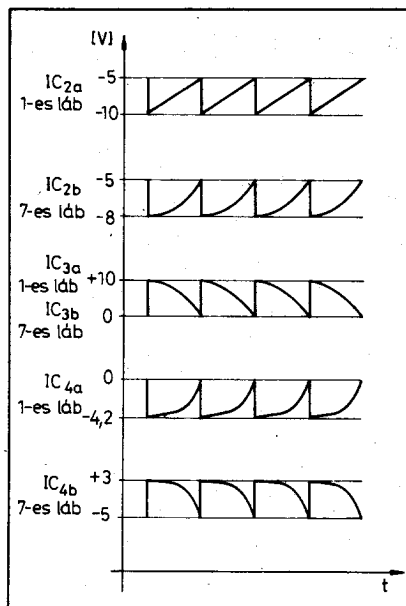 [V]
IC2a
1-es láb
-5
-10
IC2b
7-es láb
-5
-8
IC3a
1-es láb
IC3b
7-es láb
+10
0
IC4a
1-es láb
0
-4,2
IC4b
7-es láb
+3
-5
t